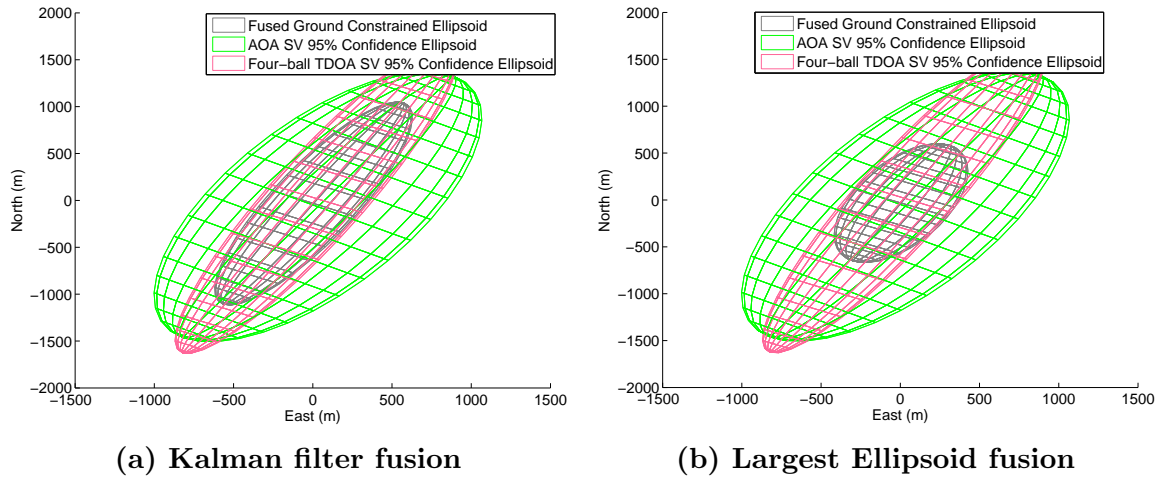 Fused Ground Constrained Ellipsoid
AOA SV 95% Confidence Ellipsoid
Four−ball TDOA SV 95% Confidence Ellipsoid
2000
1500
1000
500
0
−500
−1000
−1500
−2000
North (m)
−1500 −1000 −500 0 500 1000 1500
East (m)
(a) Kalman filter fusion
Fused Ground Constrained Ellipsoid
AOA SV 95% Confidence Ellipsoid
Four−ball TDOA SV 95% Confidence Ellipsoid
2000
1500
1000
500
0
−500
−1000
−1500
−2000
North (m)
−1500 −1000 −500 0 500 1000 1500
East (m)
(b) Largest Ellipsoid fusion